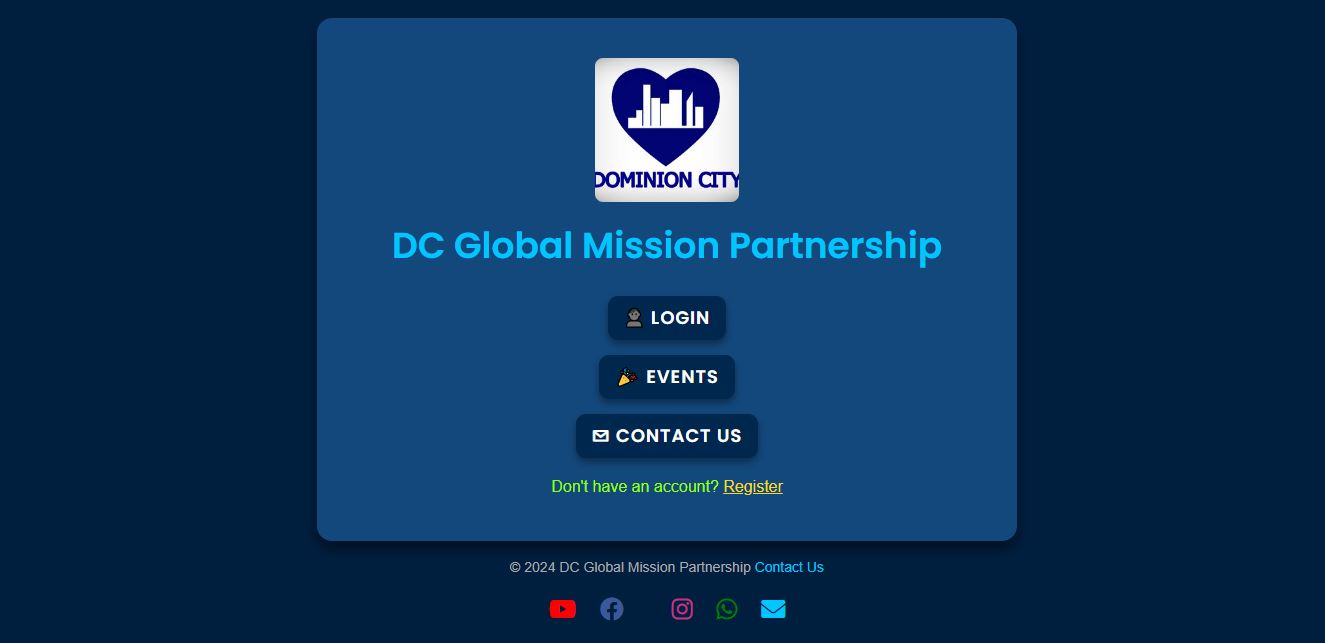 DOMINION CITY
DC Global Mission Partnership
LOGIN
EVENTS
CONTACT US
Don't have an account? Register
© 2024 DC Global Mission Partnership Contact Us